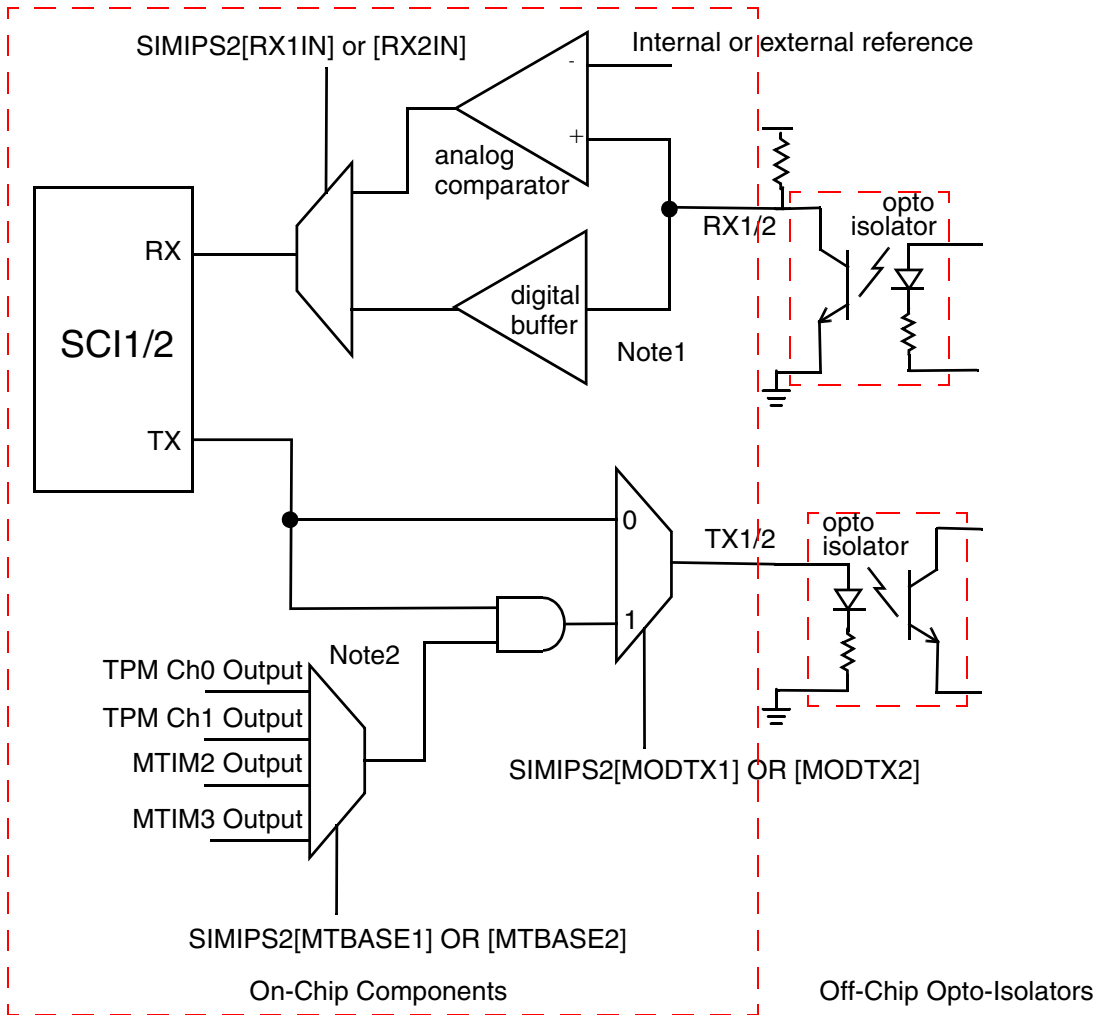 SIMIPS2[RX1IN] or [RX2IN]
Internal or external reference
-
+
analog
comparator
RX1/2
opto
isolator
RX
digital
buffer
SCI1/2
Note1
TX
0
TX1/2
opto
isolator
1
Note2
TPM Ch0 Output
TPM Ch1 Output
MTIM2 Output
MTIM3 Output
SIMIPS2[MODTX1] OR [MODTX2]
SIMIPS2[MTBASE1] OR [MTBASE2]
On-Chip Components
Off-Chip Opto-Isolators